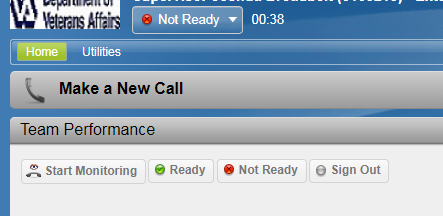 Department of
Veterans Affairs
Not Ready 00:38
Home Utilities
Make a New Call
Team Performance
Start Monitoring Ready Not Ready Sign Out